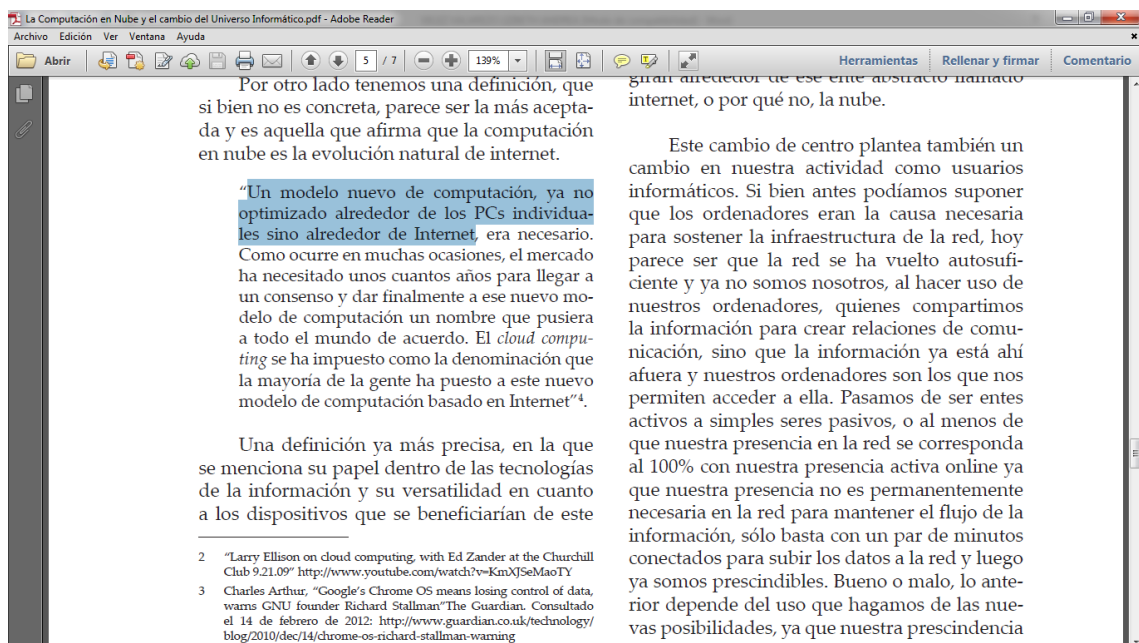 La Computación en Nube y el cambio del Universo Informático.pdf - Adobe Reader
Archivo Edición Ver Ventana Ayuda
Abrir 5 / 7 139% Herramientas Rellenar y firmar Comentario
Por otro lado tenemos una definición, que
si bien no es concreta, parece ser la más acepta-
da y es aquella que afirma que la computación
en nube es la evolución natural de internet.
“Un modelo nuevo de computación, ya no
optimizado alrededor de los PCs individua-
les sino alrededor de Internet, era necesario.
Como ocurre en muchas ocasiones, el mercado
ha necesitado unos cuantos años para llegar a
un consenso y dar finalmente a ese nuevo mo-
delo de computación un nombre que pusiera
a todo el mundo de acuerdo. El cloud compu-
ting se ha impuesto como la denominación que
la mayoría de la gente ha puesto a este nuevo
modelo de computación basado en Internet”4.
Una definición ya más precisa, en la que
se menciona su papel dentro de las tecnologías
de la información y su versatilidad en cuanto
a los dispositivos que se beneficiarían de este
2 “Larry Ellison on cloud computing, with Ed Zander at the Churchill
Club 9.21.09” http://www.youtube.com/watch?v=KmXJSeMaoTY
3 Charles Arthur, “Google's Chrome OS means losing control of data,
warns GNU founder Richard Stallman”The Guardian. Consultado
el 14 de febrero de 2012: http://www.guardian.co.uk/technology/
blog/2010/dec/14/chrome-os-richard-stallman-warning
giran alrededor de ese ente abstracto llamado
internet, o por qué no, la nube.
Este cambio de centro plantea también un
cambio en nuestra actividad como usuarios
informáticos. Si bien antes podíamos suponer
que los ordenadores eran la causa necesaria
para sostener la infraestructura de la red, hoy
parece ser que la red se ha vuelto autosufi-
ciente y ya no somos nosotros, al hacer uso de
nuestros ordenadores, quienes compartimos
la información para crear relaciones de comu-
nicación, sino que la información ya está ahí
afuera y nuestros ordenadores son los que nos
permiten acceder a ella. Pasamos de ser entes
activos a simples seres pasivos, o al menos de
que nuestra presencia en la red se corresponda
al 100% con nuestra presencia activa online ya
que nuestra presencia no es permanentemente
necesaria en la red para mantener el flujo de la
información, sólo basta con un par de minutos
conectados para subir los datos a la red y luego
ya somos prescindibles. Bueno o malo, lo ante-
rior depende del uso que hagamos de las nue-
vas posibilidades, ya que nuestra prescindencia